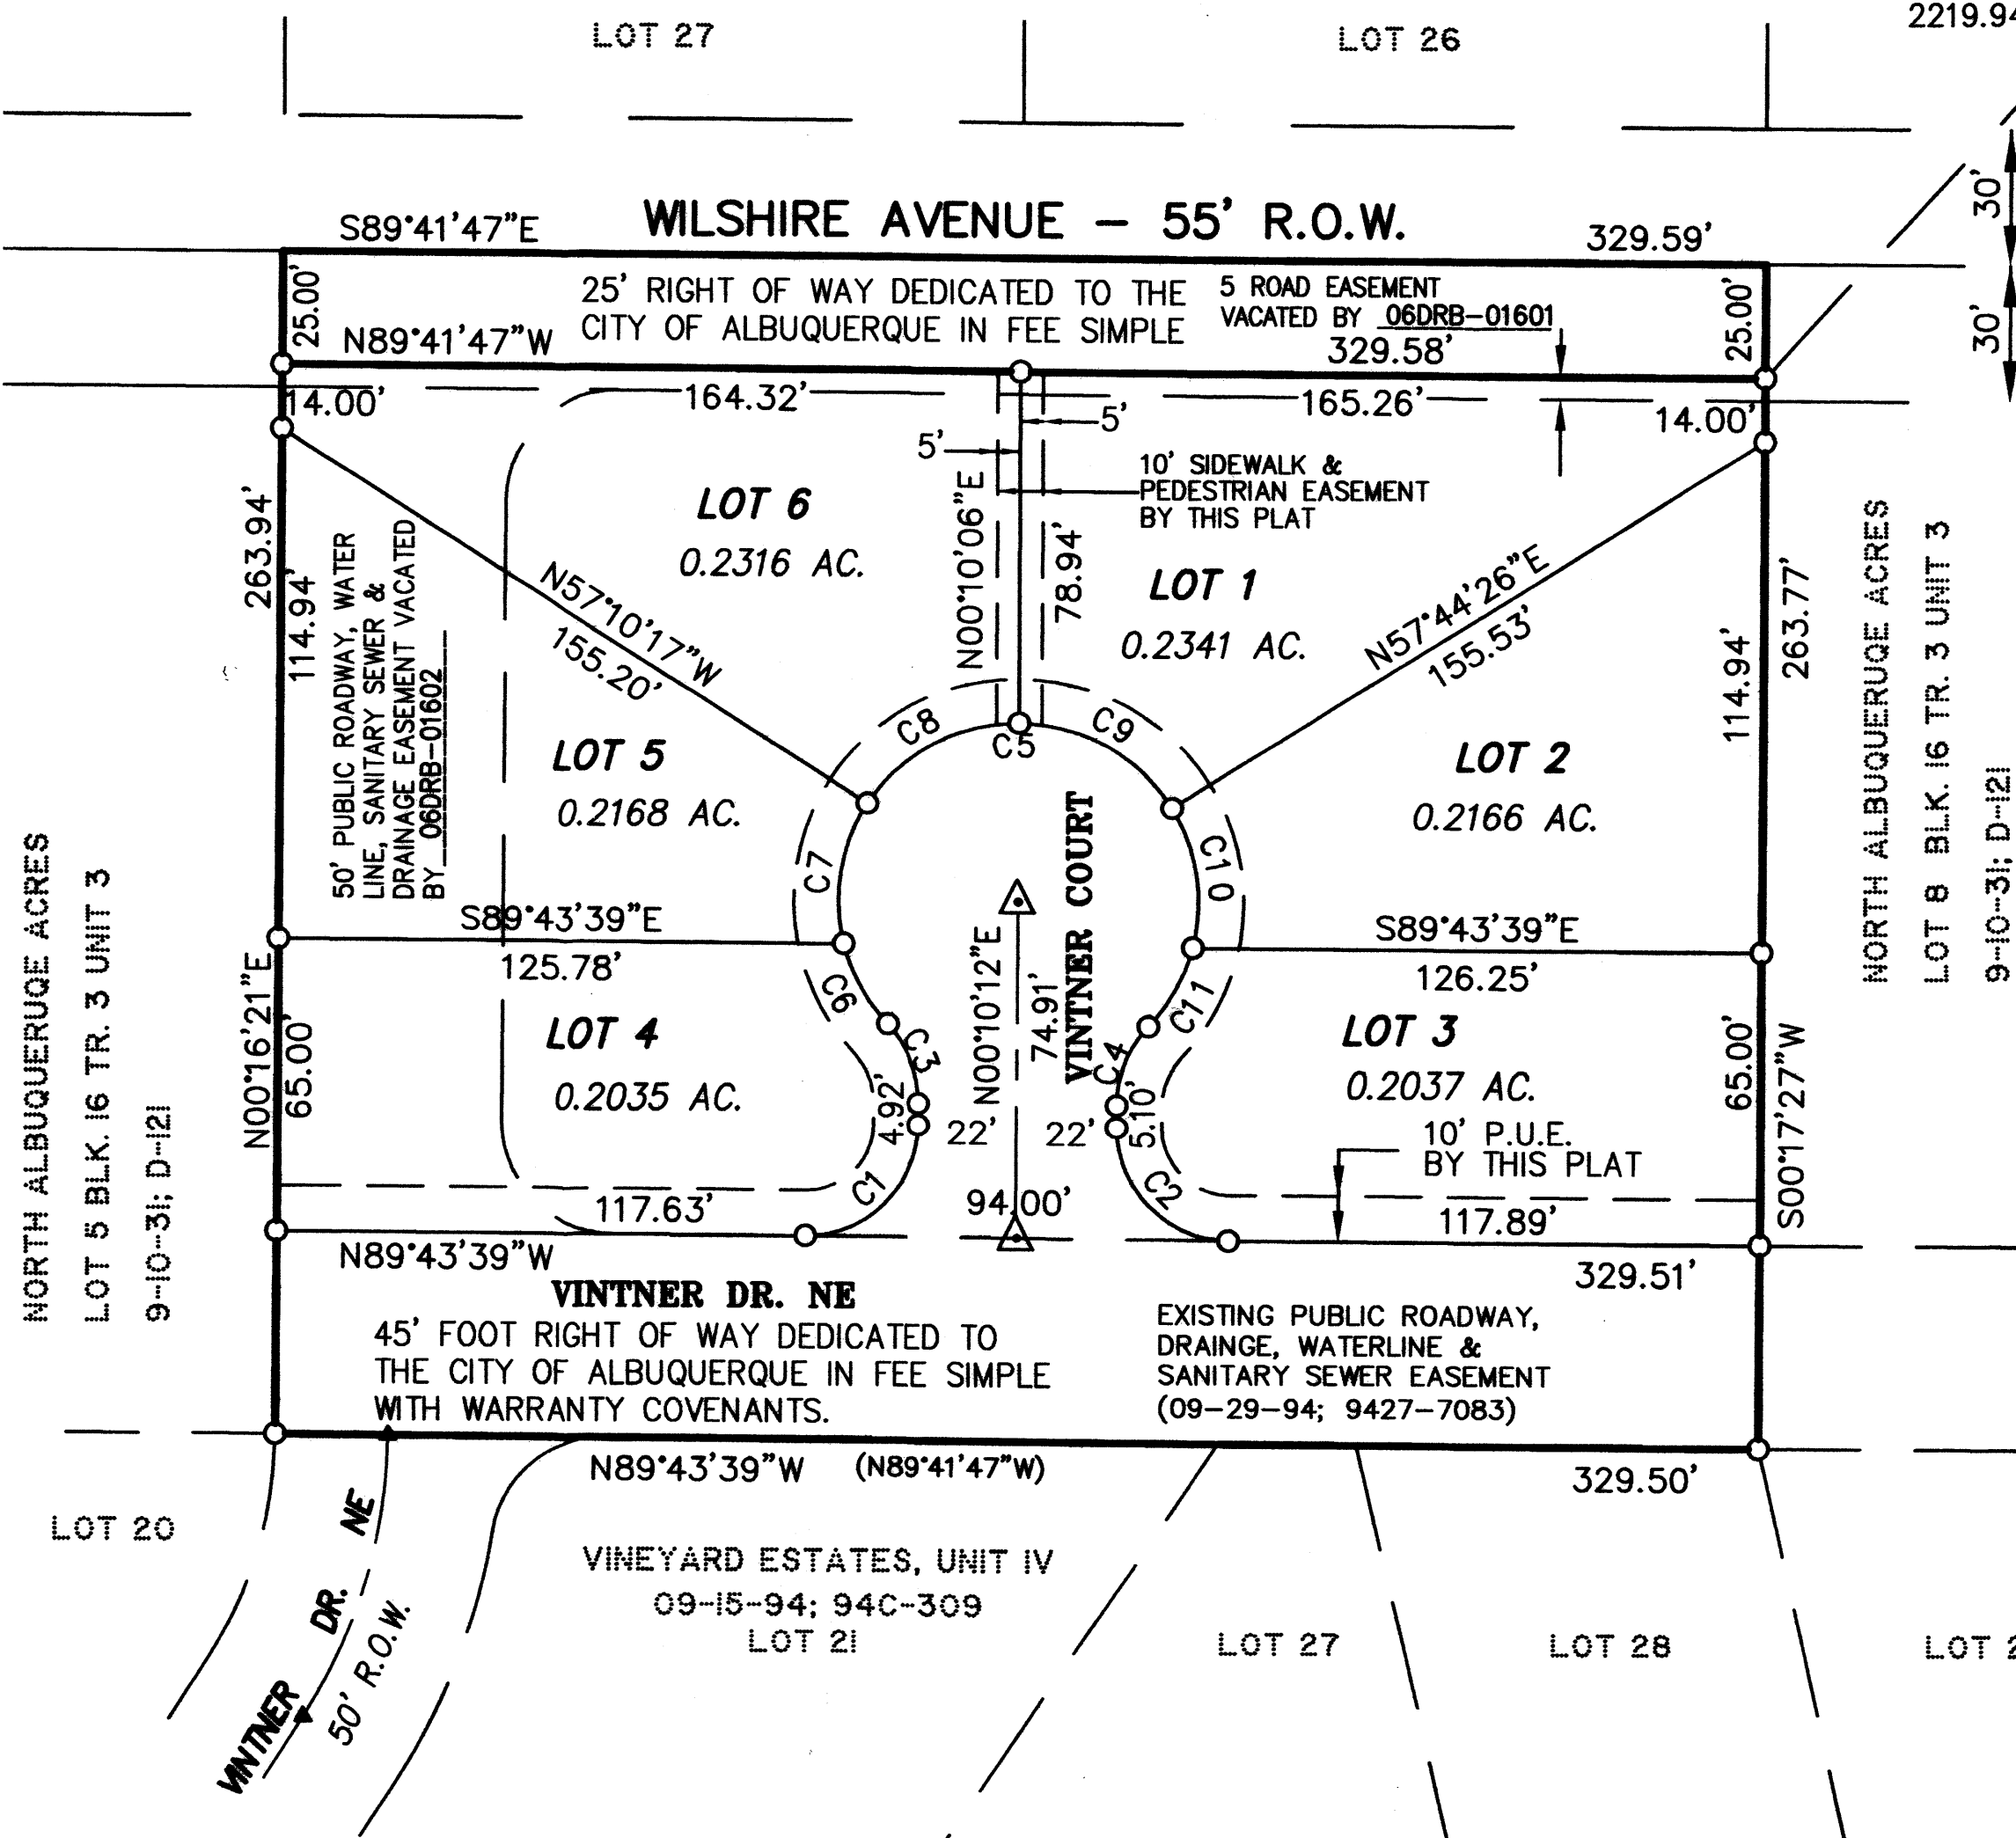 LOT 27
LOT 26
2219.94
WILSHIRE AVENUE – 55' R.O.W.
S89°41'47"E
329.59'
30'
30'
25.00'
25' RIGHT OF WAY DEDICATED TO THE
CITY OF ALBUQUERQUE IN FEE SIMPLE
5 ROAD EASEMENT
VACATED BY 06DRB-01601
25.00'
N89°41'47"W
329.58'
14.00'
164.32'
165.26'
14.00'
5'
5'
10' SIDEWALK &
PEDESTRIAN EASEMENT
BY THIS PLAT
N00°10'06"E
78.94'
LOT 6
0.2316 AC.
LOT 1
0.2341 AC.
263.94'
114.94'
50' PUBLIC ROADWAY, WATER
LINE, SANITARY SEWER &
DRAINAGE EASEMENT VACATED
BY 06DRB-01602
N57°10'17"W
155.20'
N57°44'26"E
155.53'
114.94'
263.77'
NORTH ALBUQUERUQE ACRES
LOT 8 BLK. 16 TR. 3 UNIT 3
9-10-31; D-121
C8
C5
C9
LOT 5
0.2168 AC.
LOT 2
0.2166 AC.
C7
C10
VINTNER COURT
NORTH ALBUQUERUQE ACRES
LOT 5 BLK. 16 TR. 3 UNIT 3
9-10-31; D-121
S89°43'39"E
125.78'
S89°43'39"E
126.25'
C6
C11
N00°10'12"E
74.91'
N00°16'21"E
65.00'
LOT 4
0.2035 AC.
C3
C4
LOT 3
0.2037 AC.
65.00'
S00°17'27"W
4.92'
22'
22'
5.10'
10' P.U.E.
BY THIS PLAT
C1
C2
117.63'
94.00'
117.89'
N89°43'39"W
329.51'
VINTNER DR. NE
45' FOOT RIGHT OF WAY DEDICATED TO
THE CITY OF ALBUQUERQUE IN FEE SIMPLE
WITH WARRANTY COVENANTS.
EXISTING PUBLIC ROADWAY,
DRAINGE, WATERLINE &
SANITARY SEWER EASEMENT
(09-29-94; 9427-7083)
N89°43'39"W (N89°41'47"W)
329.50'
LOT 20
VINTNER DR. NE
50' R.O.W.
VINEYARD ESTATES, UNIT IV
09-15-94; 94C-309
LOT 21
LOT 27
LOT 28
LOT 2